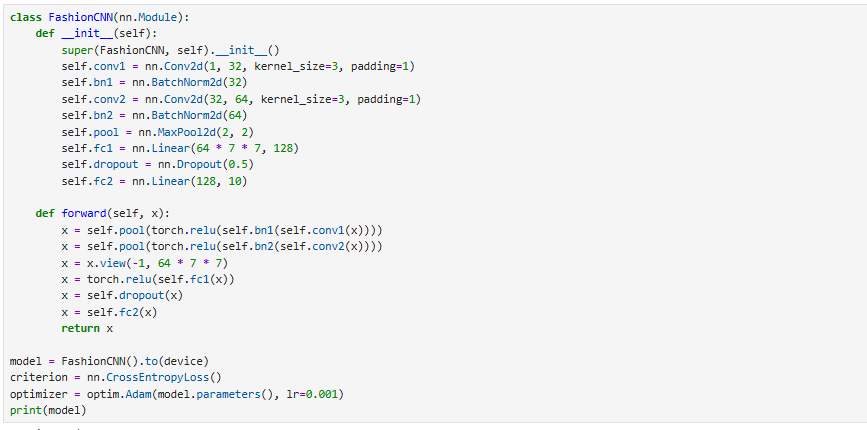 class FashionCNN(nn.Module):
    def __init__(self):
        super(FashionCNN, self).__init__()
        self.conv1 = nn.Conv2d(1, 32, kernel_size=3, padding=1)
        self.bn1 = nn.BatchNorm2d(32)
        self.conv2 = nn.Conv2d(32, 64, kernel_size=3, padding=1)
        self.bn2 = nn.BatchNorm2d(64)
        self.pool = nn.MaxPool2d(2, 2)
        self.fc1 = nn.Linear(64 * 7 * 7, 128)
        self.dropout = nn.Dropout(0.5)
        self.fc2 = nn.Linear(128, 10)

    def forward(self, x):
        x = self.pool(torch.relu(self.bn1(self.conv1(x))))
        x = self.pool(torch.relu(self.bn2(self.conv2(x))))
        x = x.view(-1, 64 * 7 * 7)
        x = torch.relu(self.fc1(x))
        x = self.dropout(x)
        x = self.fc2(x)
        return x

model = FashionCNN().to(device)
criterion = nn.CrossEntropyLoss()
optimizer = optim.Adam(model.parameters(), lr=0.001)
print(model)